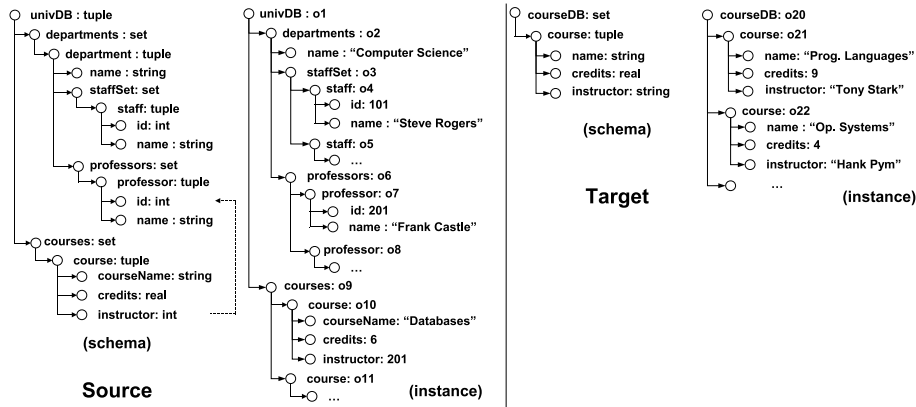 univDB : tuple
departments : set
department : tuple
name : string
staffSet: set
staff: tuple
id: int
name : string
professors: set
professor: tuple
id: int
name : string
courses: set
course: tuple
courseName: string
credits: real
instructor: int
(schema)
Source
univDB : o1
departments : o2
name : “Computer Science”
staffSet : o3
staff: o4
id: 101
name : “Steve Rogers”
staff: o5
...
professors: o6
professor: o7
id: 201
name : “Frank Castle”
professor: o8
...
courses: o9
course: o10
courseName: “Databases”
credits: 6
instructor: 201
course: o11
...
(instance)
courseDB: set
course: tuple
name: string
credits: real
instructor: string
(schema)
Target
courseDB: o20
course: o21
name: “Prog. Languages”
credits: 9
instructor: “Tony Stark”
course: o22
name : “Op. Systems”
credits: 4
instructor: “Hank Pym”
...
(instance)